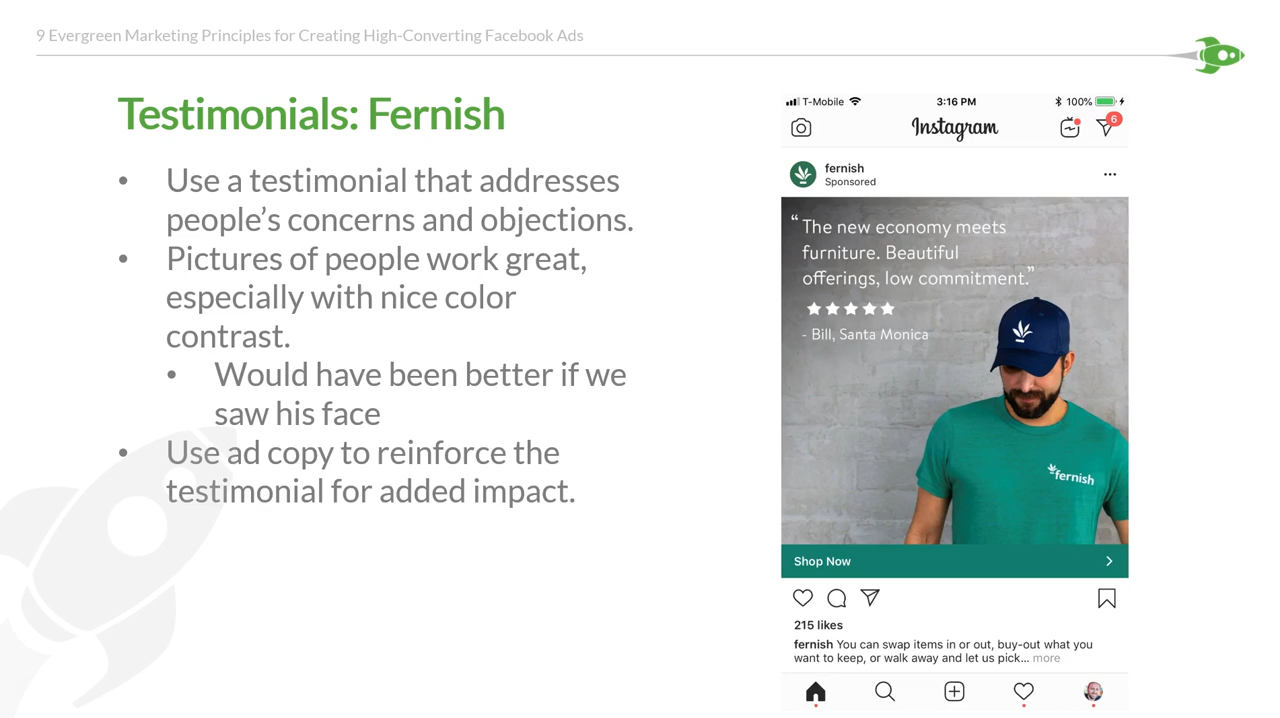 9 Evergreen Marketing Principles for Creating High-Converting Facebook Ads
Testimonials: Fernish
• Use a testimonial that addresses
people’s concerns and objections.
• Pictures of people work great,
especially with nice color
contrast.
• Would have been better if we
saw his face
• Use ad copy to reinforce the
testimonial for added impact.
T-Mobile 3:16 PM 100%
Instagram 6
fernish
Sponsored
“The new economy meets
furniture. Beautiful
offerings, low commitment.”
- Bill, Santa Monica
fernish
Shop Now
215 likes
fernish You can swap items in or out, buy-out what you
want to keep, or walk away and let us pick... more